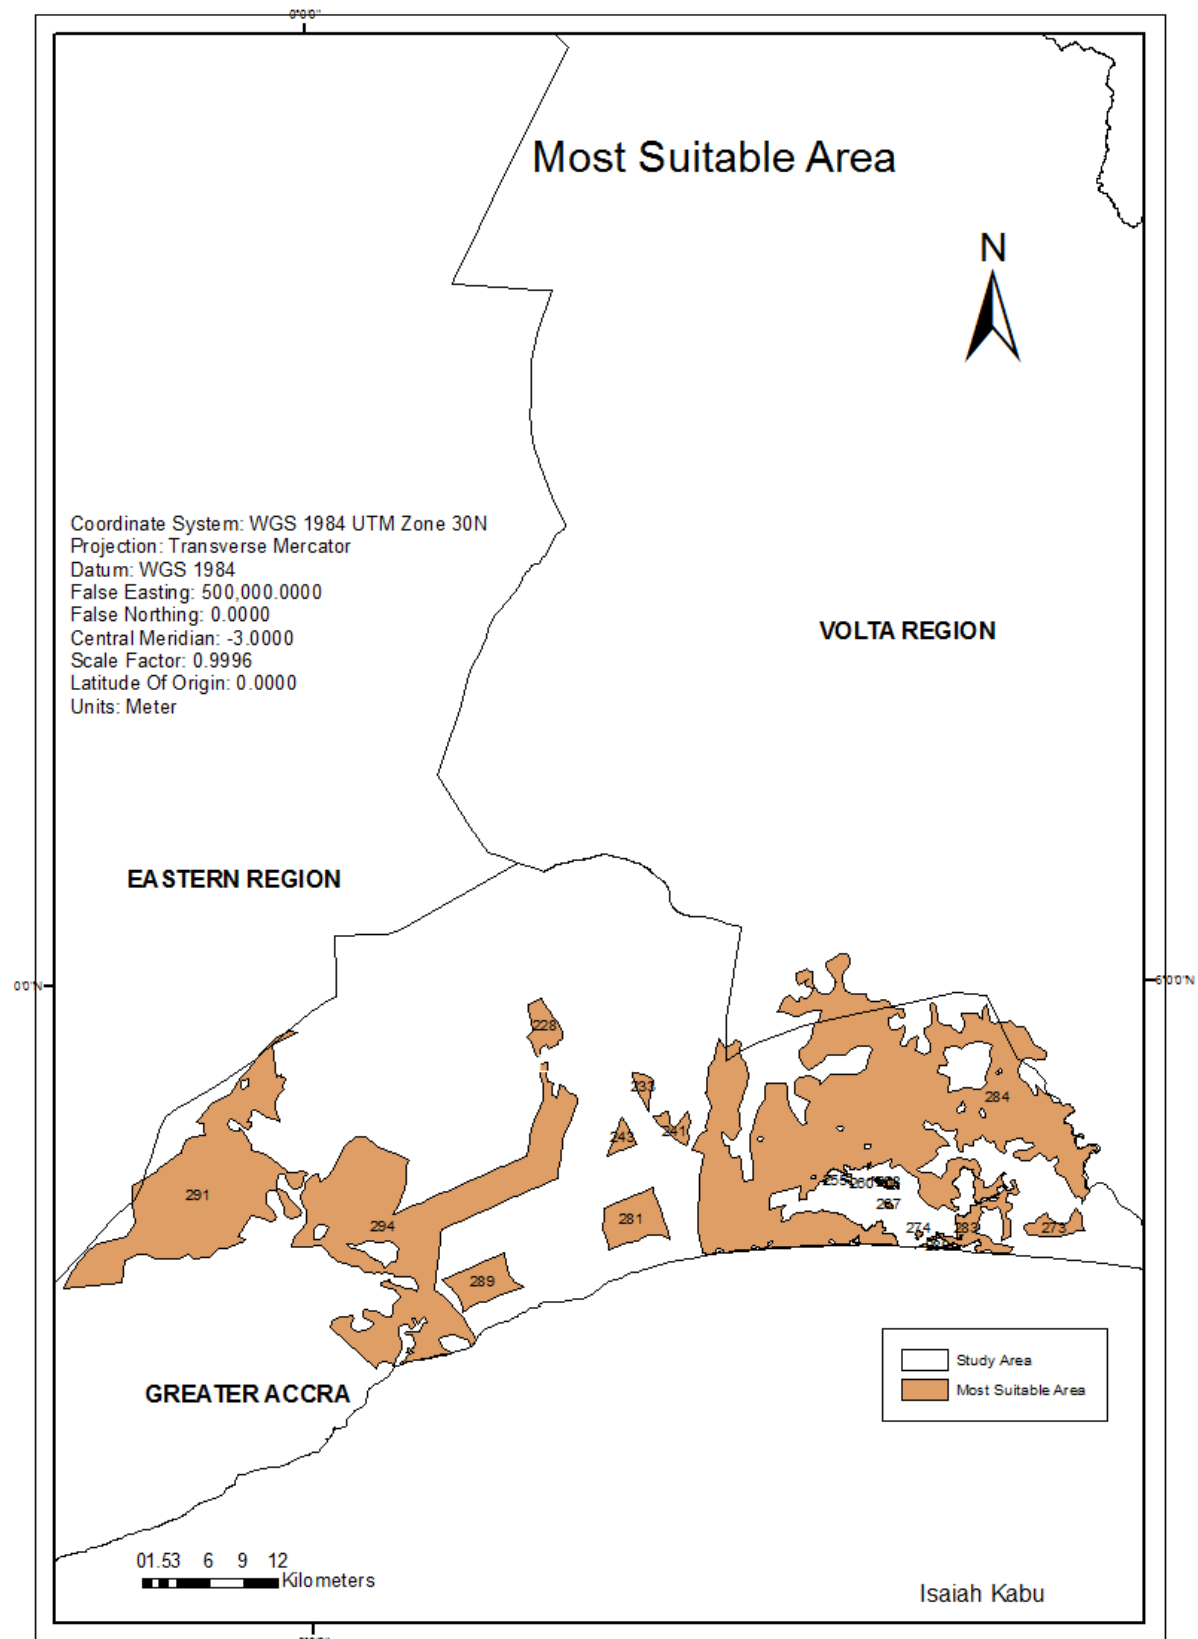 0°0'0"
Most Suitable Area
N
Coordinate System: WGS 1984 UTM Zone 30N
Projection: Transverse Mercator
Datum: WGS 1984
False Easting: 500,000.0000
False Northing: 0.0000
Central Meridian: -3.0000
Scale Factor: 0.9996
Latitude Of Origin: 0.0000
Units: Meter
VOLTA REGION
EASTERN REGION
0'0"N
6°0'0"N
228
233
284
243
241
291
267
294
281
274
283
273
289
Study Area
Most Suitable Area
GREATER ACCRA
01.53 6 9 12
Kilometers
Isaiah Kabu